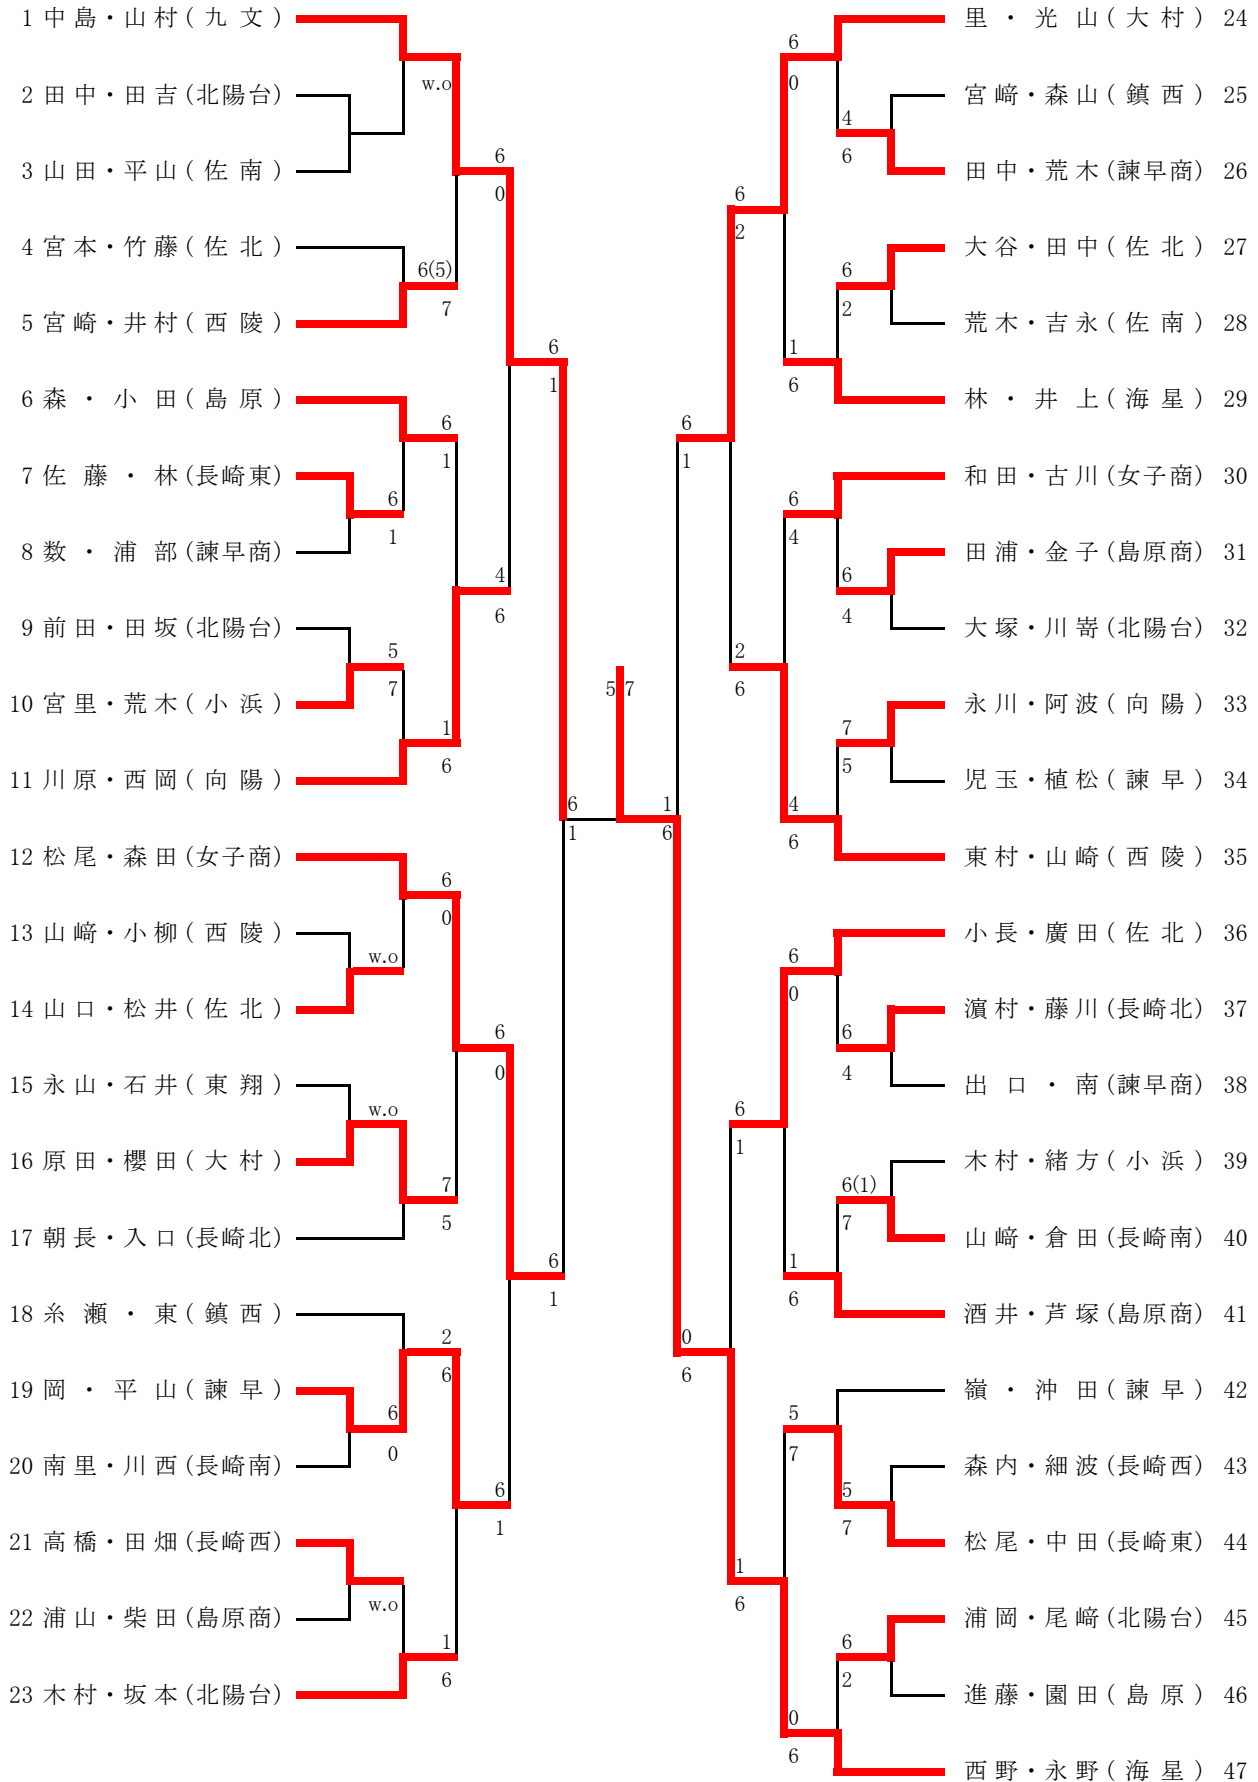 1 中島・山村(九文)
2 田中・田吉(北陽台)
3 山田・平山(佐南)
4 宮本・竹藤(佐北)
5 宮崎・井村(西陵)
6 森・小田(島原)
7 佐藤・林(長崎東)
8 数・浦部(諫早商)
9 前田・田坂(北陽台)
10 宮里・荒木(小浜)
11 川原・西岡(向陽)
12 松尾・森田(女子商)
13 山﨑・小柳(西陵)
14 山口・松井(佐北)
15 永山・石井(東翔)
16 原田・櫻田(大村)
17 朝長・入口(長崎北)
18 糸瀬・東(鎮西)
19 岡・平山(諫早)
20 南里・川西(長崎南)
21 高橋・田畑(長崎西)
22 浦山・柴田(島原商)
23 木村・坂本(北陽台)
w.o
6
0
6(5)
7
6
1
6
1
6
1
4
6
5
7
1
6
6
1
6
0
w.o
6
0
w.o
7
5
6
1
2
6
6
0
6
1
w.o
1
6
5 7
里・光山(大村) 24
宮﨑・森山(鎮西) 25
田中・荒木(諫早商) 26
大谷・田中(佐北) 27
荒木・吉永(佐南) 28
林・井上(海星) 29
和田・古川(女子商) 30
田浦・金子(島原商) 31
大塚・川嵜(北陽台) 32
永川・阿波(向陽) 33
児玉・植松(諫早) 34
東村・山崎(西陵) 35
小長・廣田(佐北) 36
濵村・藤川(長崎北) 37
出口・南(諫早商) 38
木村・緒方(小浜) 39
山﨑・倉田(長崎南) 40
酒井・芦塚(島原商) 41
嶺・沖田(諫早) 42
森内・細波(長崎西) 43
松尾・中田(長崎東) 44
浦岡・尾﨑(北陽台) 45
進藤・園田(島原) 46
西野・永野(海星) 47
6
0
4
6
6
2
6
2
1
6
6
1
6
4
6
4
2
6
7
5
4
6
1
6
6
0
6
4
6
1
6(1)
7
1
6
0
6
5
7
5
7
1
6
6
2
0
6